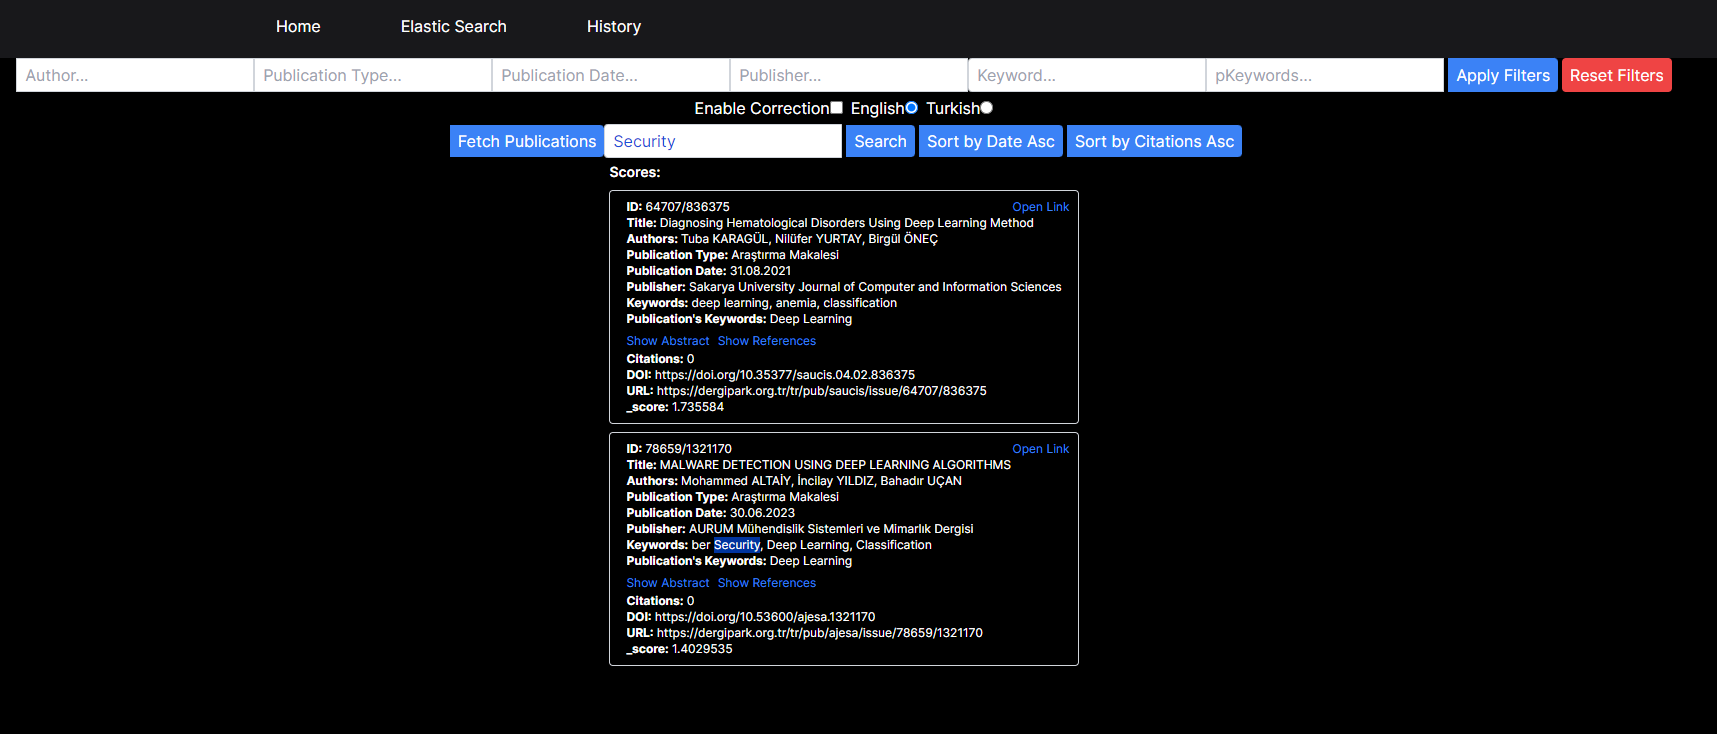 Home Elastic Search History
Author... Publication Type... Publication Date... Publisher... Keyword... pKeywords... Apply Filters Reset Filters
Enable Correction English Turkish
Fetch Publications Security Search Sort by Date Asc Sort by Citations Asc
Scores:
ID: 64707/836375 Open Link
Title: Diagnosing Hematological Disorders Using Deep Learning Method
Authors: Tuba KARAGÜL, Nilüfer YURTAY, Birgül ÖNEÇ
Publication Type: Araştırma Makalesi
Publication Date: 31.08.2021
Publisher: Sakarya University Journal of Computer and Information Sciences
Keywords: deep learning, anemia, classification
Publication's Keywords: Deep Learning
Show Abstract Show References
Citations: 0
DOI: https://doi.org/10.35377/saucis.04.02.836375
URL: https://dergipark.org.tr/tr/pub/saucis/issue/64707/836375
_score: 1.735584
ID: 78659/1321170 Open Link
Title: MALWARE DETECTION USING DEEP LEARNING ALGORITHMS
Authors: Mohammed ALTAİY, İncilay YILDIZ, Bahadır UÇAN
Publication Type: Araştırma Makalesi
Publication Date: 30.06.2023
Publisher: AURUM Mühendislik Sistemleri ve Mimarlık Dergisi
Keywords: ber Security, Deep Learning, Classification
Publication's Keywords: Deep Learning
Show Abstract Show References
Citations: 0
DOI: https://doi.org/10.53600/ajesa.1321170
URL: https://dergipark.org.tr/tr/pub/ajesa/issue/78659/1321170
_score: 1.4029535